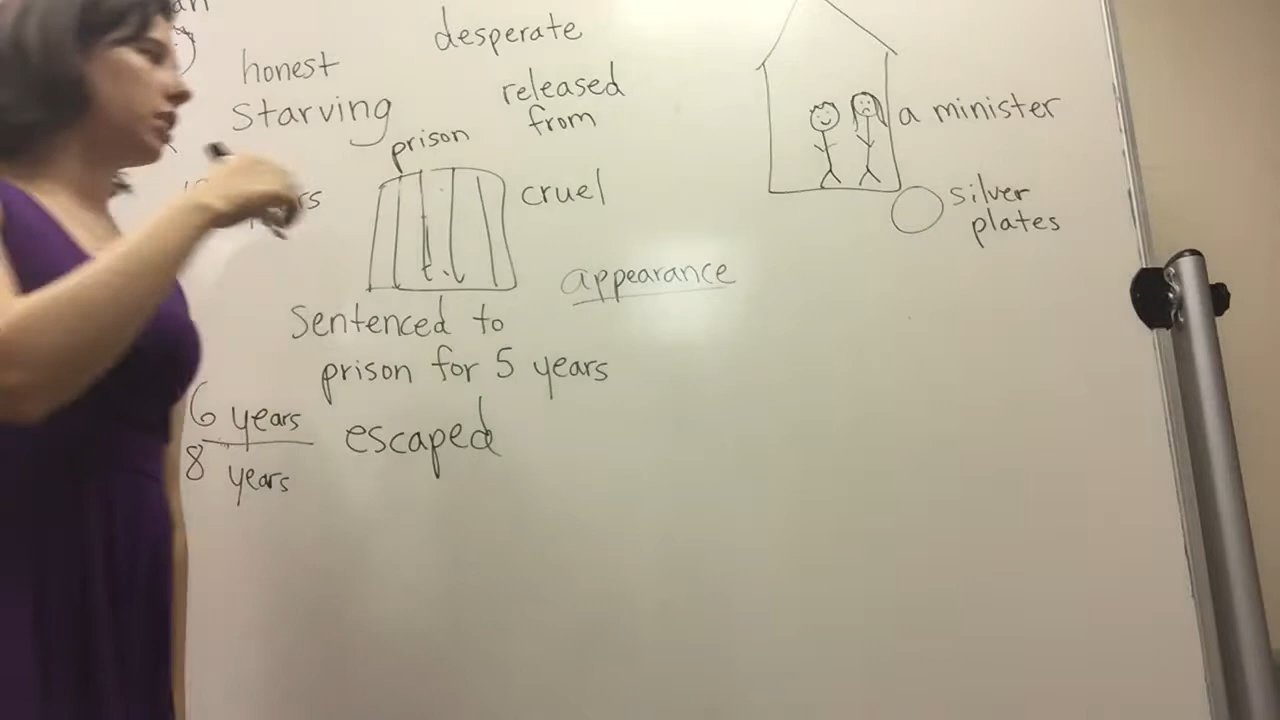 desperate
honest
starving
released
from
prison
cruel
a minister
silver
plates
appearance
Sentenced to
prison for 5 years
6 years
8 years
escaped